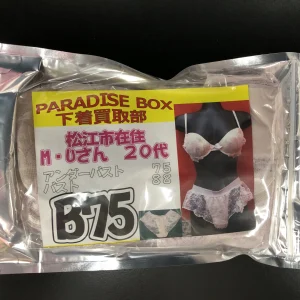 PARADISE BOX
下着買取部
松江市在住
M・Uさん 20代
アンダーバスト 75
バスト 88
B75